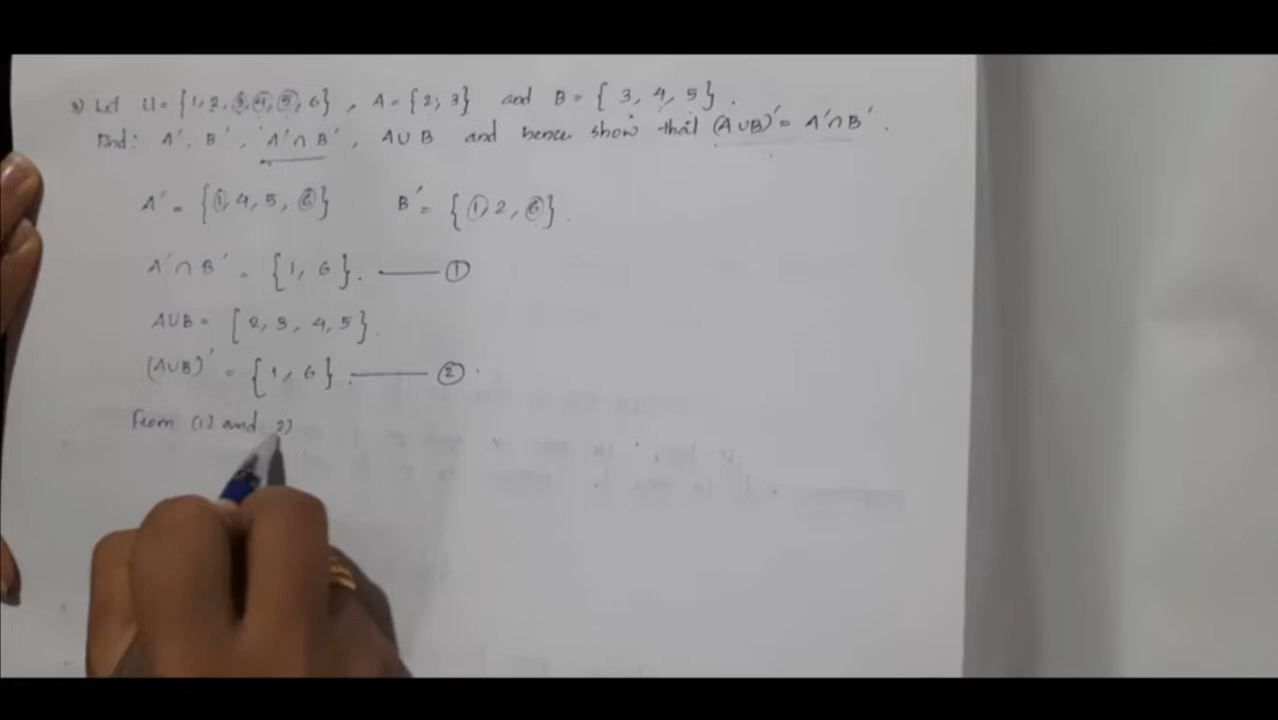 3) Let U = {1, 2, 3, 4, 5, 6} , A = {2, 3} and B = { 3, 4, 5} .
Find: A', B', A'∩ B', A∪B and hence show that (A∪B)' = A'∩B' .
A' = {1, 4, 5, 6} B' = {1, 2, 6} .
A'∩ B' = {1, 6}. —— ①
A∪B = [ 2, 3, 4, 5} .
(A∪B)' = {1, 6} . —— ② .
From (1) and 2)